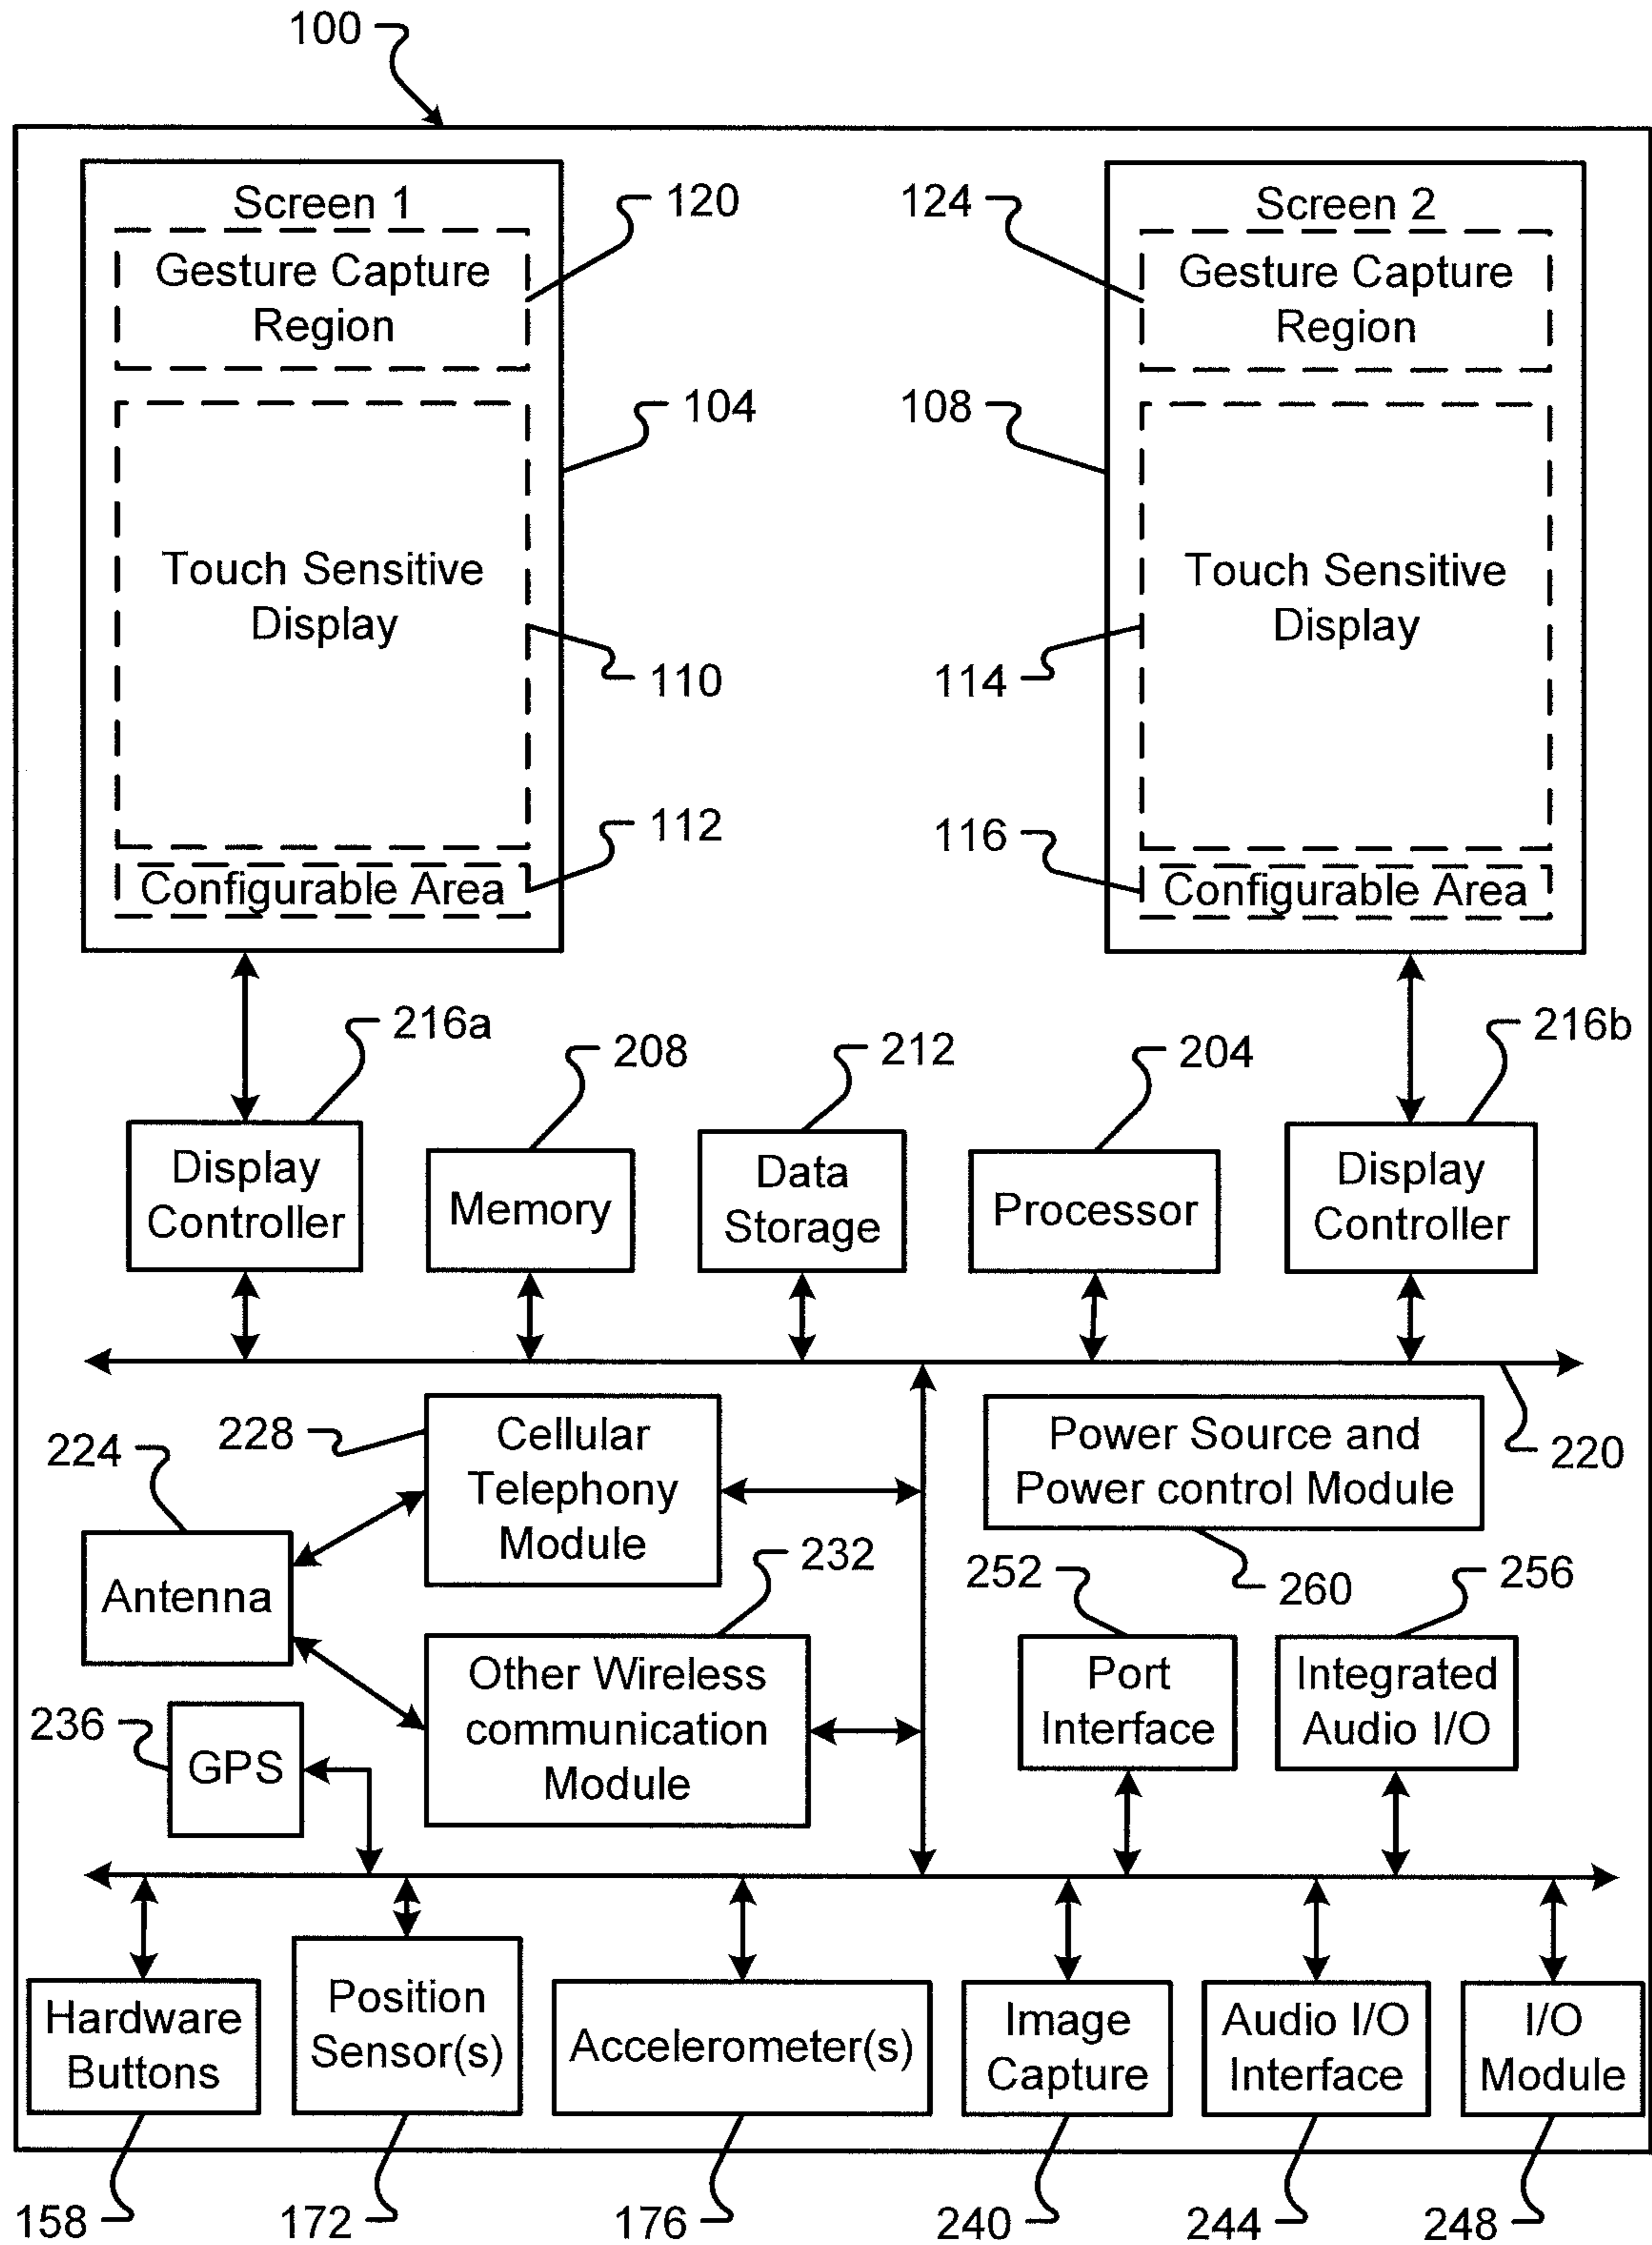 100
Screen 1
120
124
Screen 2
Gesture Capture
Region
Gesture Capture
Region
104
108
Touch Sensitive
Display
Touch Sensitive
Display
110
114
112
116
Configurable Area
Configurable Area
216a
208
212
204
216b
Display
Controller
Memory
Data
Storage
Processor
Display
Controller
228
Cellular
Telephony
Module
Power Source and
Power control Module
220
224
Antenna
232
252
260
256
Other Wireless
communication
Module
Port
Interface
Integrated
Audio I/O
236
GPS
Hardware
Buttons
Position
Sensor(s)
Accelerometer(s)
Image
Capture
Audio I/O
Interface
I/O
Module
158
172
176
240
244
248